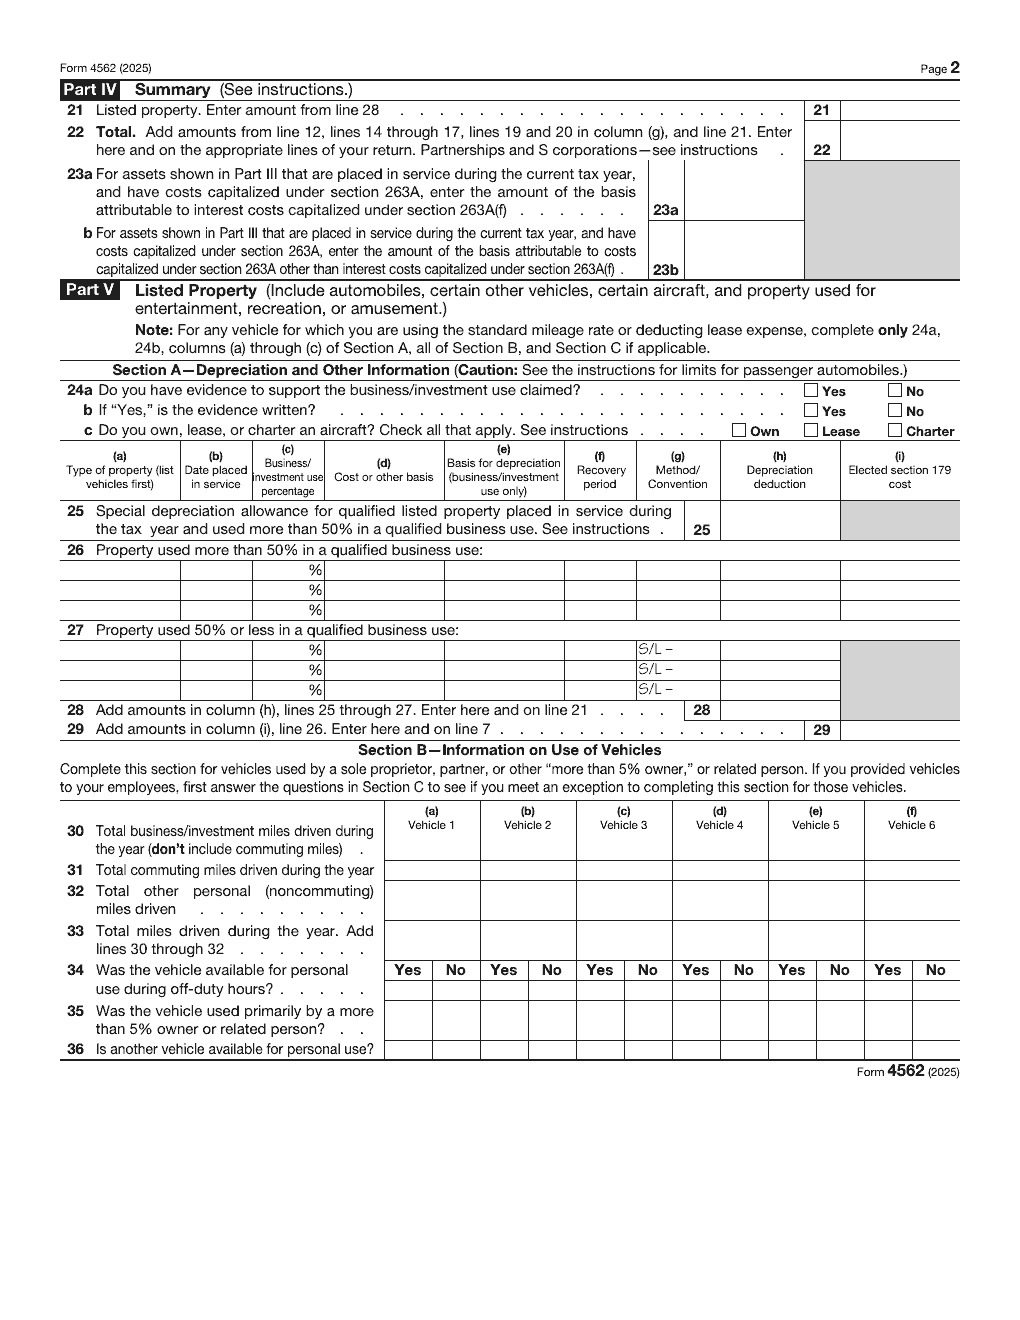 Form 4562 (2025) Page 2
Part IV Summary (See instructions.)
21 Listed property. Enter amount from line 28 . . . . . . . . . . . . . . . . . . . . 21
22 Total. Add amounts from line 12, lines 14 through 17, lines 19 and 20 in column (g), and line 21. Enter
here and on the appropriate lines of your return. Partnerships and S corporations—see instructions . 22
23a For assets shown in Part III that are placed in service during the current tax year,
and have costs capitalized under section 263A, enter the amount of the basis
attributable to interest costs capitalized under section 263A(f) . . . . . . 23a
b For assets shown in Part III that are placed in service during the current tax year, and have
costs capitalized under section 263A, enter the amount of the basis attributable to costs
capitalized under section 263A other than interest costs capitalized under section 263A(f) . 23b
Part V Listed Property (Include automobiles, certain other vehicles, certain aircraft, and property used for
entertainment, recreation, or amusement.)
Note: For any vehicle for which you are using the standard mileage rate or deducting lease expense, complete only 24a,
24b, columns (a) through (c) of Section A, all of Section B, and Section C if applicable.
Section A—Depreciation and Other Information (Caution: See the instructions for limits for passenger automobiles.)
24a Do you have evidence to support the business/investment use claimed? . . . . . . . . . . Yes No
b If “Yes,” is the evidence written? . . . . . . . . . . . . . . . . . . . . . . . Yes No
c Do you own, lease, or charter an aircraft? Check all that apply. See instructions . . . . Own Lease Charter
(a)
Type of property (list
vehicles first)
(b)
Date placed
in service
(c)
Business/
investment use
percentage
(d)
Cost or other basis
(e)
Basis for depreciation
(business/investment
use only)
(f)
Recovery
period
(g)
Method/
Convention
(h)
Depreciation
deduction
(i)
Elected section 179
cost
25 Special depreciation allowance for qualified listed property placed in service during
the tax year and used more than 50% in a qualified business use. See instructions . 25
26 Property used more than 50% in a qualified business use:
%
%
%
27 Property used 50% or less in a qualified business use:
% S/L –
% S/L –
% S/L –
28 Add amounts in column (h), lines 25 through 27. Enter here and on line 21 . . . . 28
29 Add amounts in column (i), line 26. Enter here and on line 7 . . . . . . . . . . . . . . . 29
Section B—Information on Use of Vehicles
Complete this section for vehicles used by a sole proprietor, partner, or other “more than 5% owner,” or related person. If you provided vehicles
to your employees, first answer the questions in Section C to see if you meet an exception to completing this section for those vehicles.
(a) (b) (c) (d) (e) (f)
Vehicle 1 Vehicle 2 Vehicle 3 Vehicle 4 Vehicle 5 Vehicle 6
30 Total business/investment miles driven during
the year (don’t include commuting miles) .
31 Total commuting miles driven during the year
32 Total other personal (noncommuting)
miles driven . . . . . . . . .
33 Total miles driven during the year. Add
lines 30 through 32 . . . . . . .
34 Was the vehicle available for personal Yes No Yes No Yes No Yes No Yes No Yes No
use during off-duty hours? . . . . .
35 Was the vehicle used primarily by a more
than 5% owner or related person? . .
36 Is another vehicle available for personal use?
Form 4562 (2025)